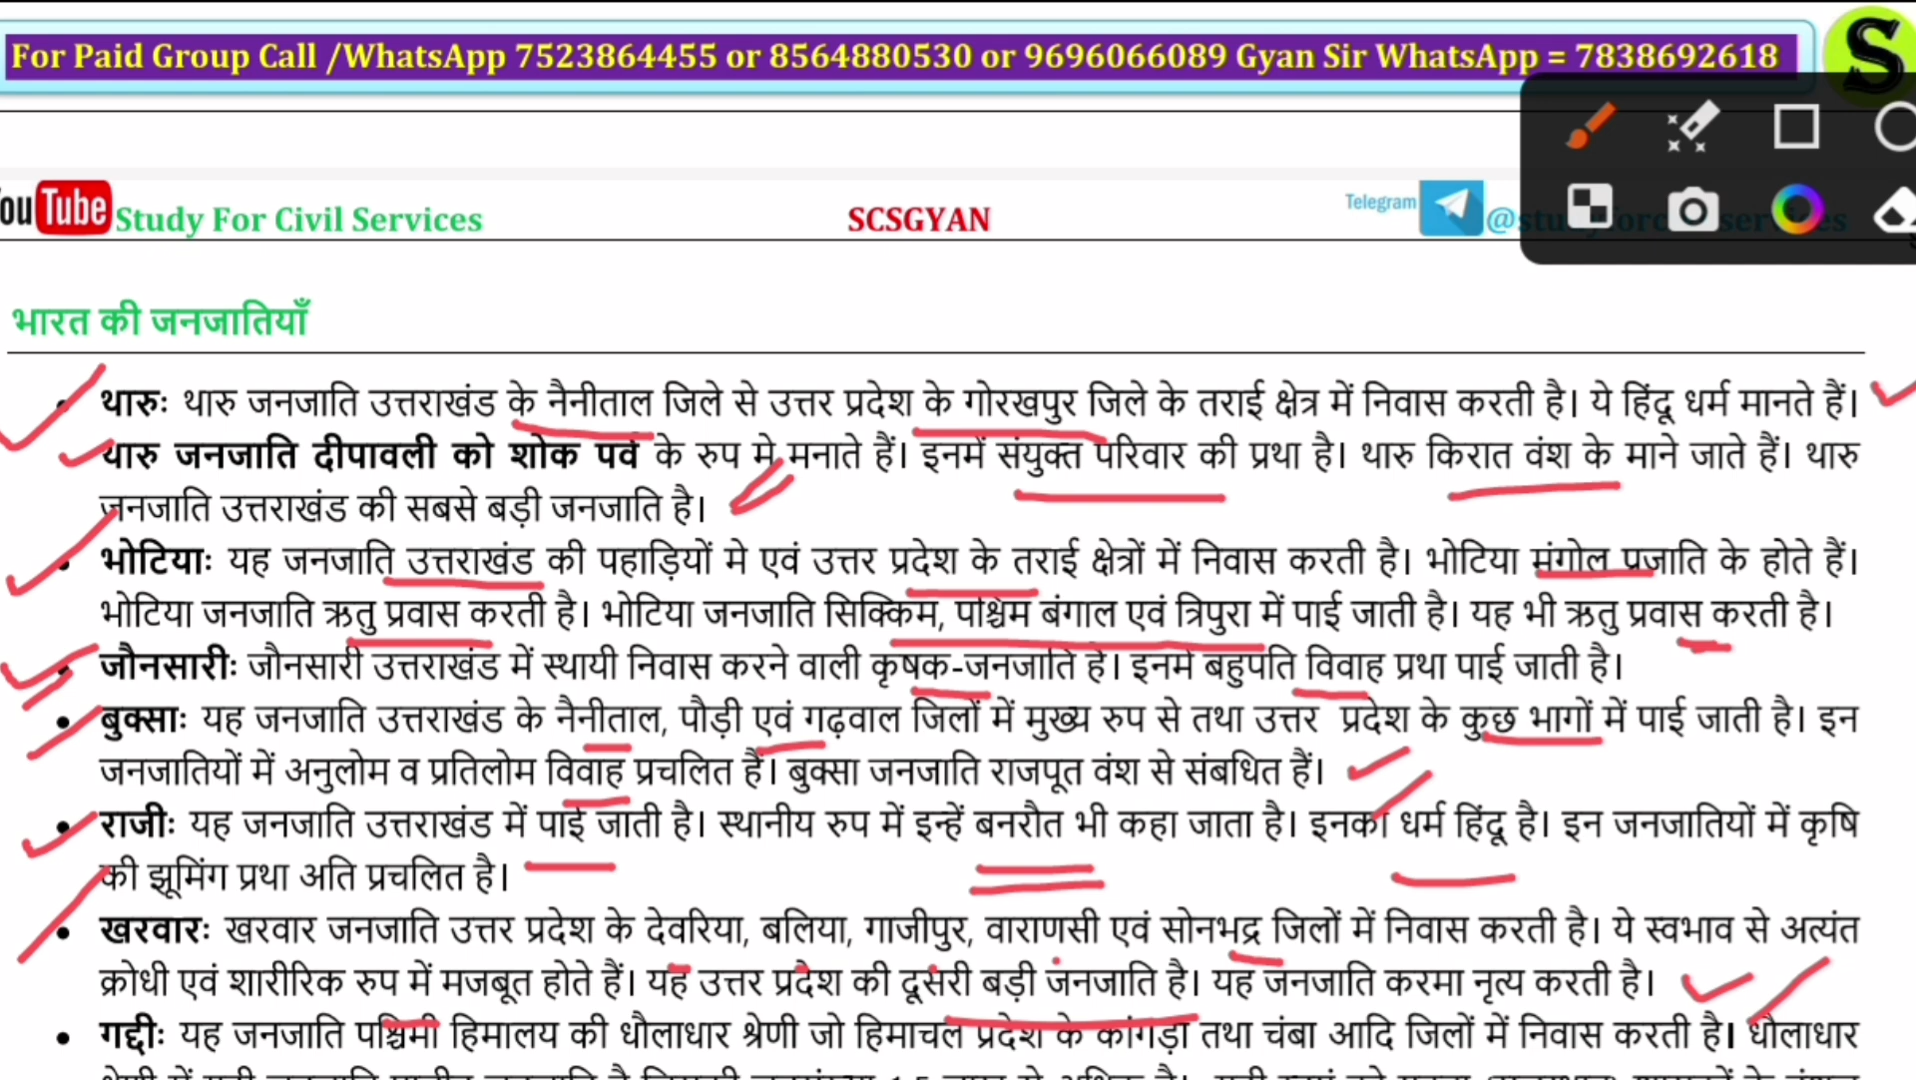 For Paid Group Call /WhatsApp 7523864455 or 8564880530 or 9696066089 Gyan Sir WhatsApp = 7838692618
S
ou Tube Study For Civil Services SCSGYAN Telegram
भारत की जनजातियाँ
• थारुः थारु जनजाति उत्तराखंड के नैनीताल जिले से उत्तर प्रदेश के गोरखपुर जिले के तराई क्षेत्र में निवास करती है। ये हिंदू धर्म मानते हैं।
थारु जनजाति दीपावली को शोक पर्व के रुप मे मनाते हैं। इनमें संयुक्त परिवार की प्रथा है। थारु किरात वंश के माने जाते हैं। थारु
जनजाति उत्तराखंड की सबसे बड़ी जनजाति है।
• भोटियाः यह जनजाति उत्तराखंड की पहाड़ियों मे एवं उत्तर प्रदेश के तराई क्षेत्रों में निवास करती है। भोटिया मंगोल प्रजाति के होते हैं।
भोटिया जनजाति ऋतु प्रवास करती है। भोटिया जनजाति सिक्किम, पश्चिम बंगाल एवं त्रिपुरा में पाई जाती है। यह भी ऋतु प्रवास करती है।
• जौनसारीः जौनसारी उत्तराखंड में स्थायी निवास करने वाली कृषक-जनजाति है। इनमें बहुपति विवाह प्रथा पाई जाती है।
• बुक्साः यह जनजाति उत्तराखंड के नैनीताल, पौड़ी एवं गढ़वाल जिलों में मुख्य रुप से तथा उत्तर प्रदेश के कुछ भागों में पाई जाती है। इन
जनजातियों में अनुलोम व प्रतिलोम विवाह प्रचलित हैं। बुक्सा जनजाति राजपूत वंश से संबधित हैं।
• राजीः यह जनजाति उत्तराखंड में पाई जाती है। स्थानीय रुप में इन्हें बनरौत भी कहा जाता है। इनका धर्म हिंदू है। इन जनजातियों में कृषि
की झूमिंग प्रथा अति प्रचलित है।
• खरवारः खरवार जनजाति उत्तर प्रदेश के देवरिया, बलिया, गाजीपुर, वाराणसी एवं सोनभद्र जिलों में निवास करती है। ये स्वभाव से अत्यंत
क्रोधी एवं शारीरिक रुप में मजबूत होते हैं। यह उत्तर प्रदेश की दूसरी बड़ी जनजाति है। यह जनजाति करमा नृत्य करती है।
• गद्दीः यह जनजाति पश्चिमी हिमालय की धौलाधार श्रेणी जो हिमाचल प्रदेश के कांगड़ा तथा चंबा आदि जिलों में निवास करती है। धौलाधार